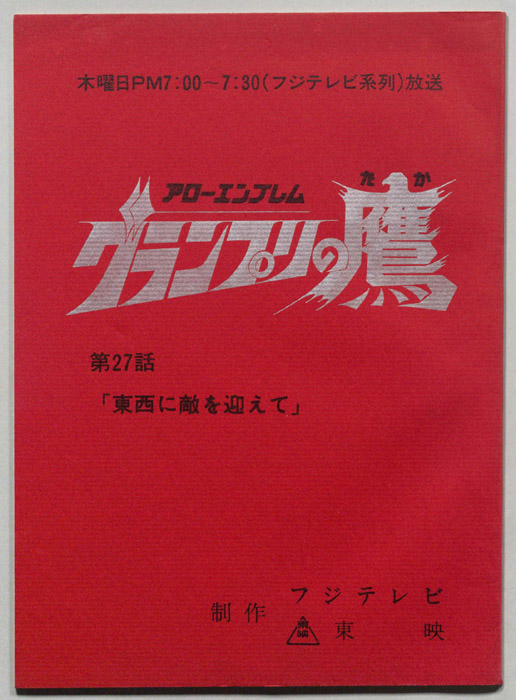 木曜日PM7:00～7:30(フジテレビ系列)放送
アローエンブレム
たか
グランプリの鷹
第27話
「東西に敵を迎えて」
制作 フジテレビ
東映 東映